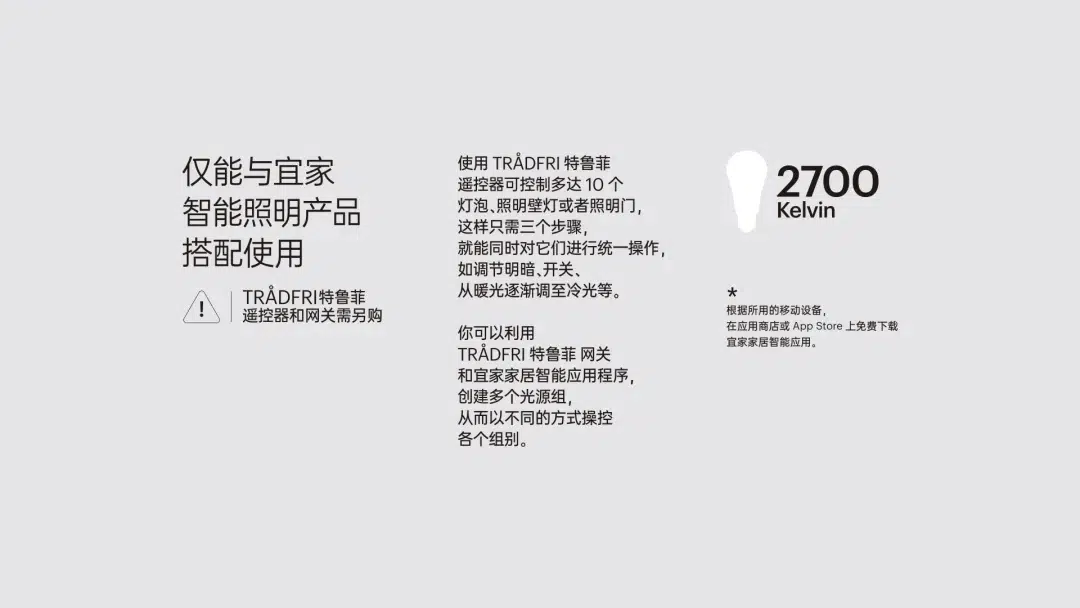 仅能与宜家
智能照明产品
搭配使用
!
TRÅDFRI特鲁菲
遥控器和网关需另购
使用 TRÅDFRI 特鲁菲
遥控器可控制多达 10 个
灯泡、照明壁灯或者照明门，
这样只需三个步骤，
就能同时对它们进行统一操作，
如调节明暗、开关、
从暖光逐渐调至冷光等。
你可以利用
TRÅDFRI 特鲁菲 网关
和宜家家居智能应用程序，
创建多个光源组，
从而以不同的方式操控
各个组别。
2700
Kelvin
*
根据所用的移动设备，
在应用商店或 App Store 上免费下载
宜家家居智能应用。